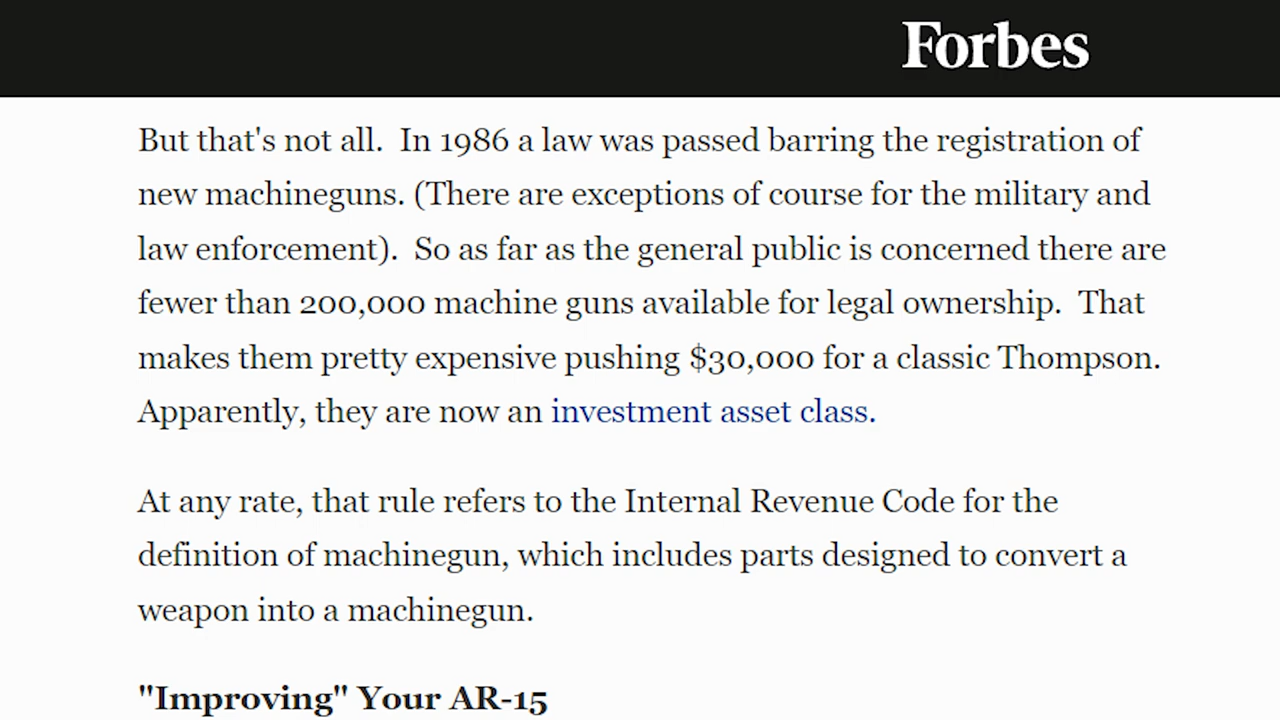 Forbes
But that's not all.  In 1986 a law was passed barring the registration of
new machineguns. (There are exceptions of course for the military and
law enforcement).  So as far as the general public is concerned there are
fewer than 200,000 machine guns available for legal ownership.  That
makes them pretty expensive pushing $30,000 for a classic Thompson.
Apparently, they are now an investment asset class.
At any rate, that rule refers to the Internal Revenue Code for the
definition of machinegun, which includes parts designed to convert a
weapon into a machinegun.
"Improving" Your AR-15